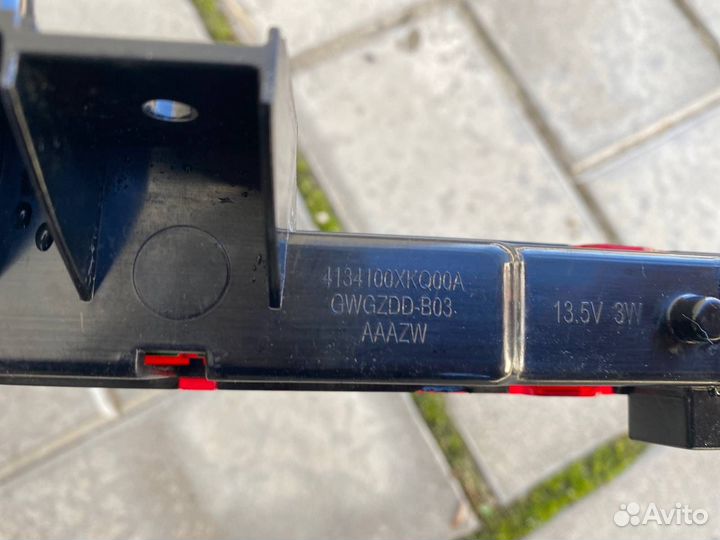 4134100XKQ00A
GWGZDD-B03
AAAZW
13.5V 3W
Avito